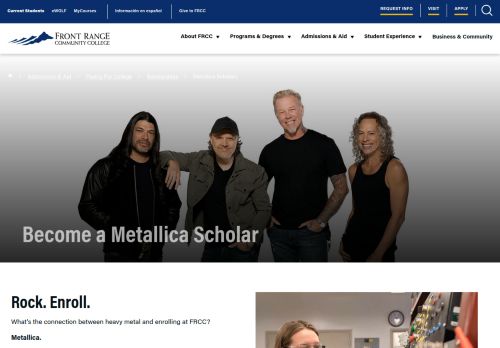 Current Students eWOLF MyCourses Información en español Give to FRCC REQUEST INFO VISIT APPLY
FRONT RANGE
COMMUNITY COLLEGE
About FRCC Programs & Degrees Admissions & Aid Student Experience Business & Community
Admissions & Aid Paying For College Scholarships Metallica Scholars
Become a Metallica Scholar
Rock. Enroll.
What's the connection between heavy metal and enrolling at FRCC?
Metallica.